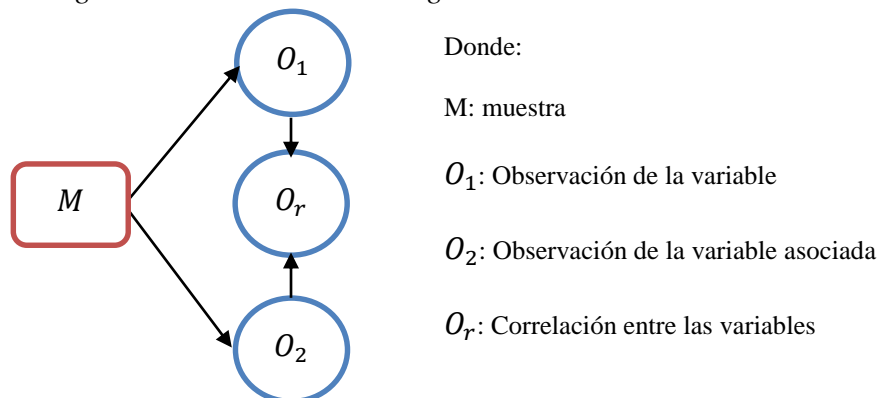 O₁
M
Oᵣ
O₂
Donde:
M: muestra
O₁: Observación de la variable
O₂: Observación de la variable asociada
Oᵣ: Correlación entre las variables